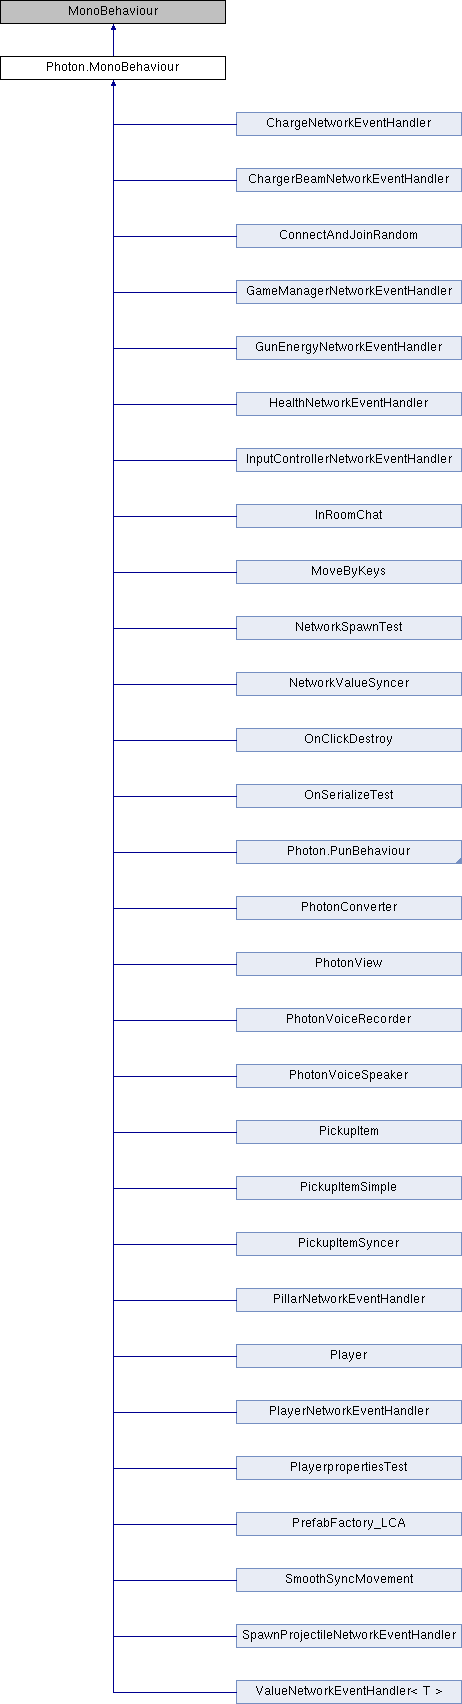 MonoBehaviour
Photon.MonoBehaviour
ChargeNetworkEventHandler
ChargerBeamNetworkEventHandler
ConnectAndJoinRandom
GameManagerNetworkEventHandler
GunEnergyNetworkEventHandler
HealthNetworkEventHandler
InputControllerNetworkEventHandler
InRoomChat
MoveByKeys
NetworkSpawnTest
NetworkValueSyncer
OnClickDestroy
OnSerializeTest
Photon.PunBehaviour
PhotonConverter
PhotonView
PhotonVoiceRecorder
PhotonVoiceSpeaker
PickupItem
PickupItemSimple
PickupItemSyncer
PillarNetworkEventHandler
Player
PlayerNetworkEventHandler
PlayerpropertiesTest
PrefabFactory_LCA
SmoothSyncMovement
SpawnProjectileNetworkEventHandler
ValueNetworkEventHandler< T >